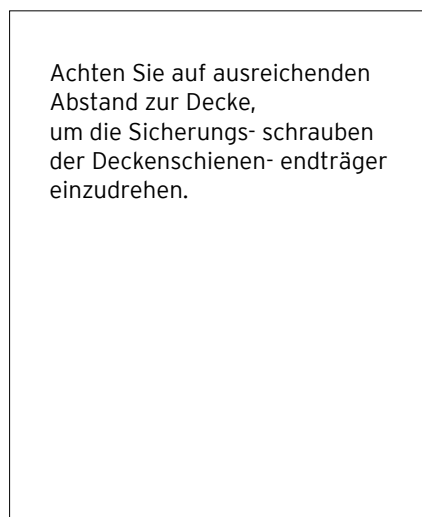 Achten Sie auf ausreichenden
Abstand zur Decke,
um die Sicherungs- schrauben
der Deckenschienen- endträger
einzudrehen.